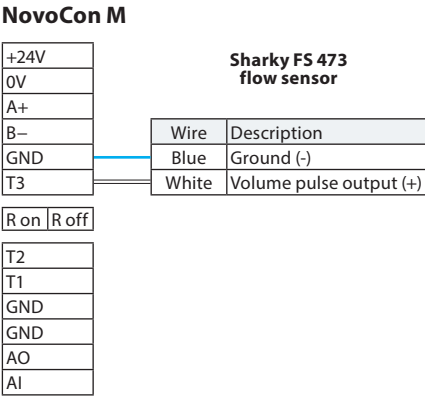 NovoCon M
Sharky FS 473
flow sensor
+24V
0V
A+
B−
GND
T3
Wire Description
Blue Ground (-)
White Volume pulse output (+)
R on R off
T2
T1
GND
GND
AO
AI